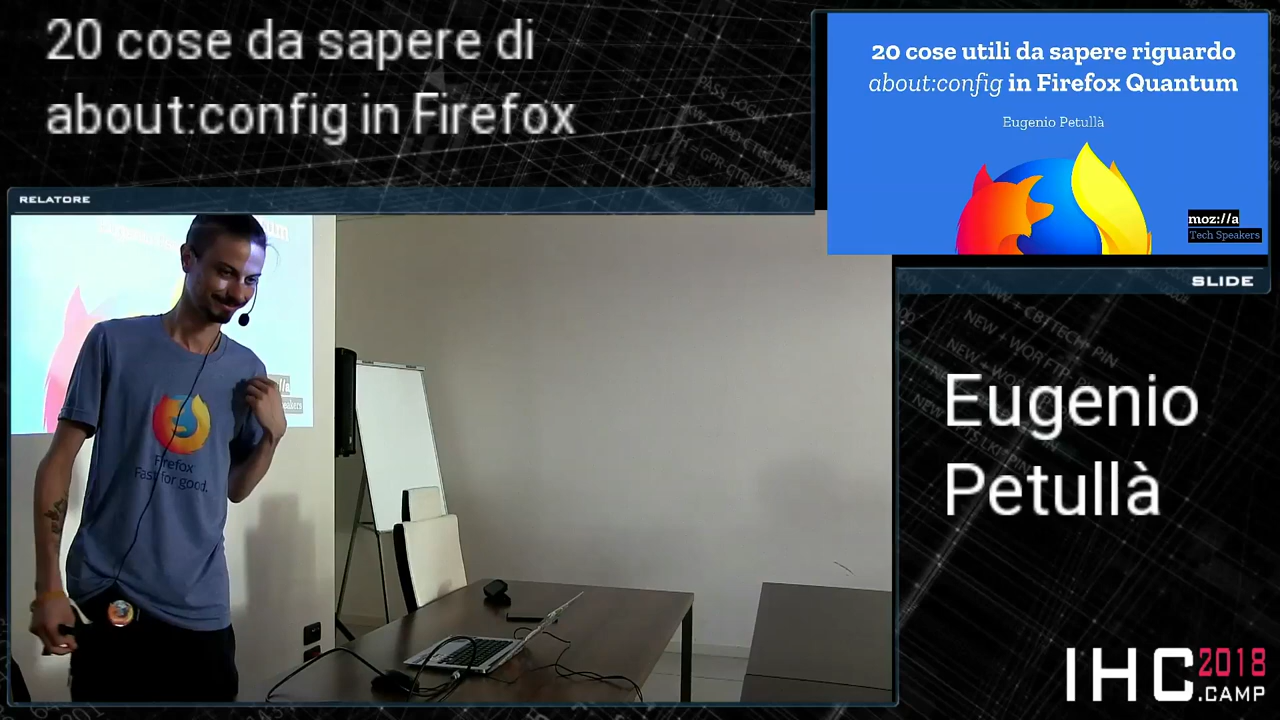 20 cose da sapere di
about:config in Firefox
20 cose utili da sapere riguardo
about:config in Firefox Quantum
Eugenio Petullà
moz://a
Tech Speakers
RELATORE
SLIDE
Firefox
Fast for good.
Eugenio
Petullà
IHC 2018
.CAMP